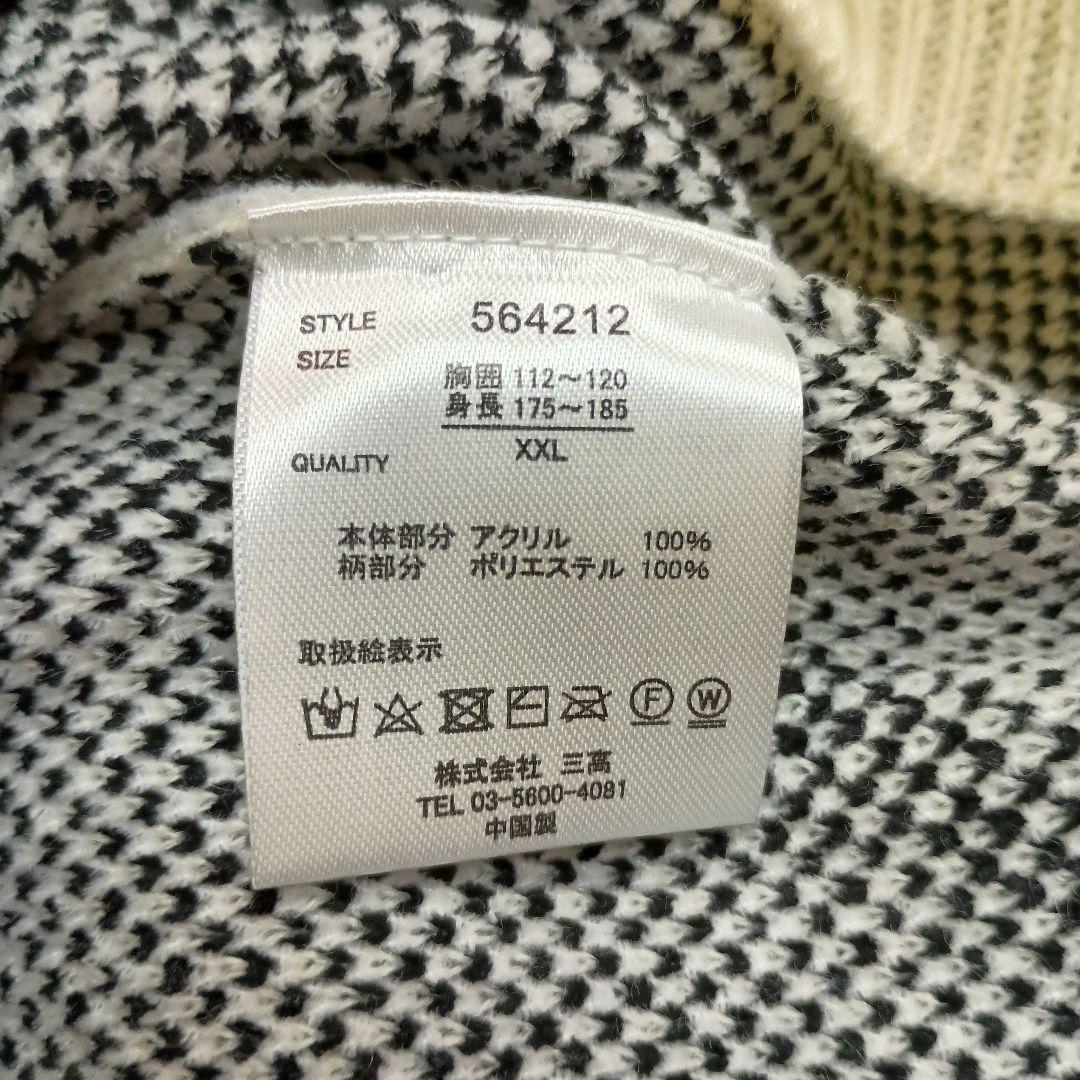 STYLE 564212
SIZE
胸囲 112～120
身長 175～185
XXL
QUALITY
本体部分 アクリル 100%
柄部分 ポリエステル 100%
取扱絵表示
F W
株式会社 三高
TEL 03-5600-4081
中国製